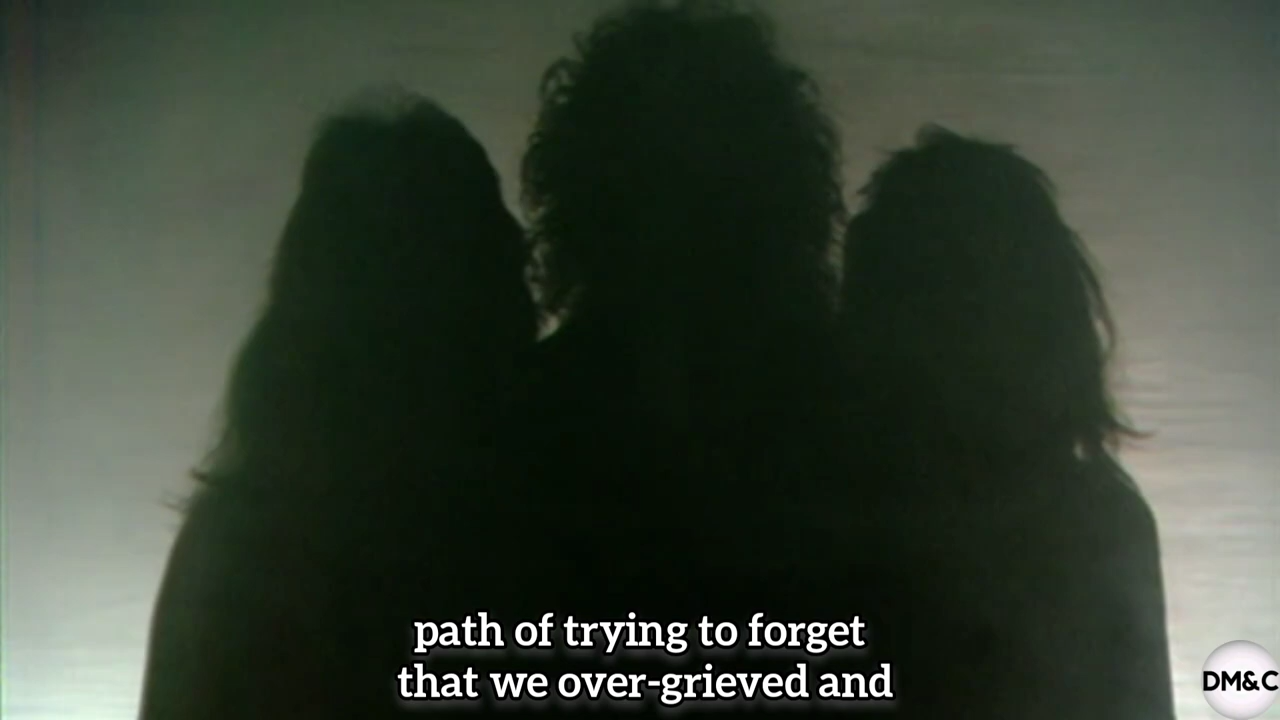 path of trying to forget
that we over-grieved and
DM&C